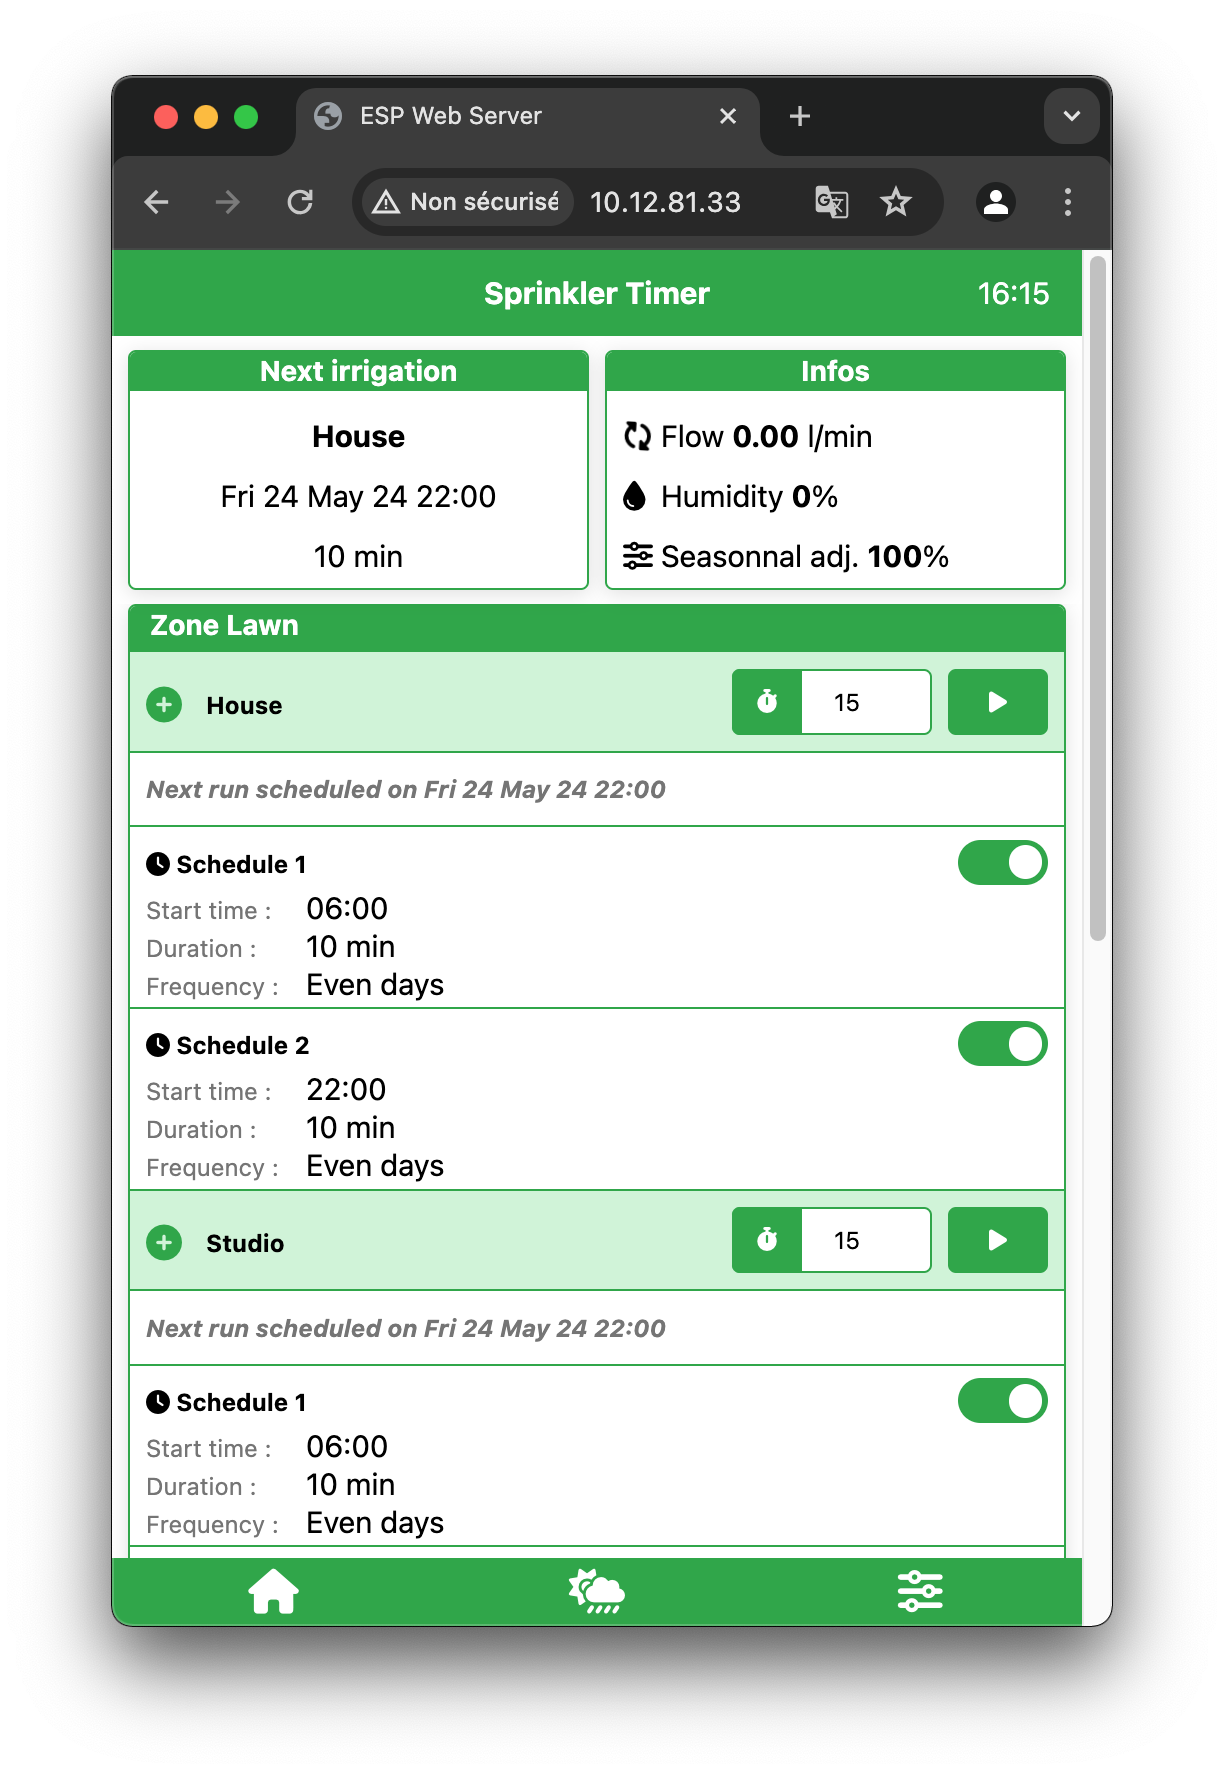 ESP Web Server
Non sécurisé 10.12.81.33
Sprinkler Timer 16:15
Next irrigation
House
Fri 24 May 24 22:00
10 min
Infos
Flow 0.00 l/min
Humidity 0%
Seasonnal adj. 100%
Zone Lawn
House 15
Next run scheduled on Fri 24 May 24 22:00
Schedule 1
Start time : 06:00
Duration : 10 min
Frequency : Even days
Schedule 2
Start time : 22:00
Duration : 10 min
Frequency : Even days
Studio 15
Next run scheduled on Fri 24 May 24 22:00
Schedule 1
Start time : 06:00
Duration : 10 min
Frequency : Even days